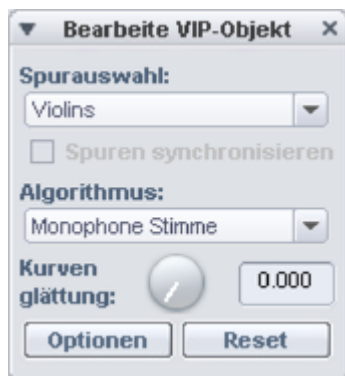 Bearbeite VIP-Objekt
Spurauswahl:
Violins
Spuren synchronisieren
Algorithmus:
Monophone Stimme
Kurven
glättung:
0.000
Optionen Reset